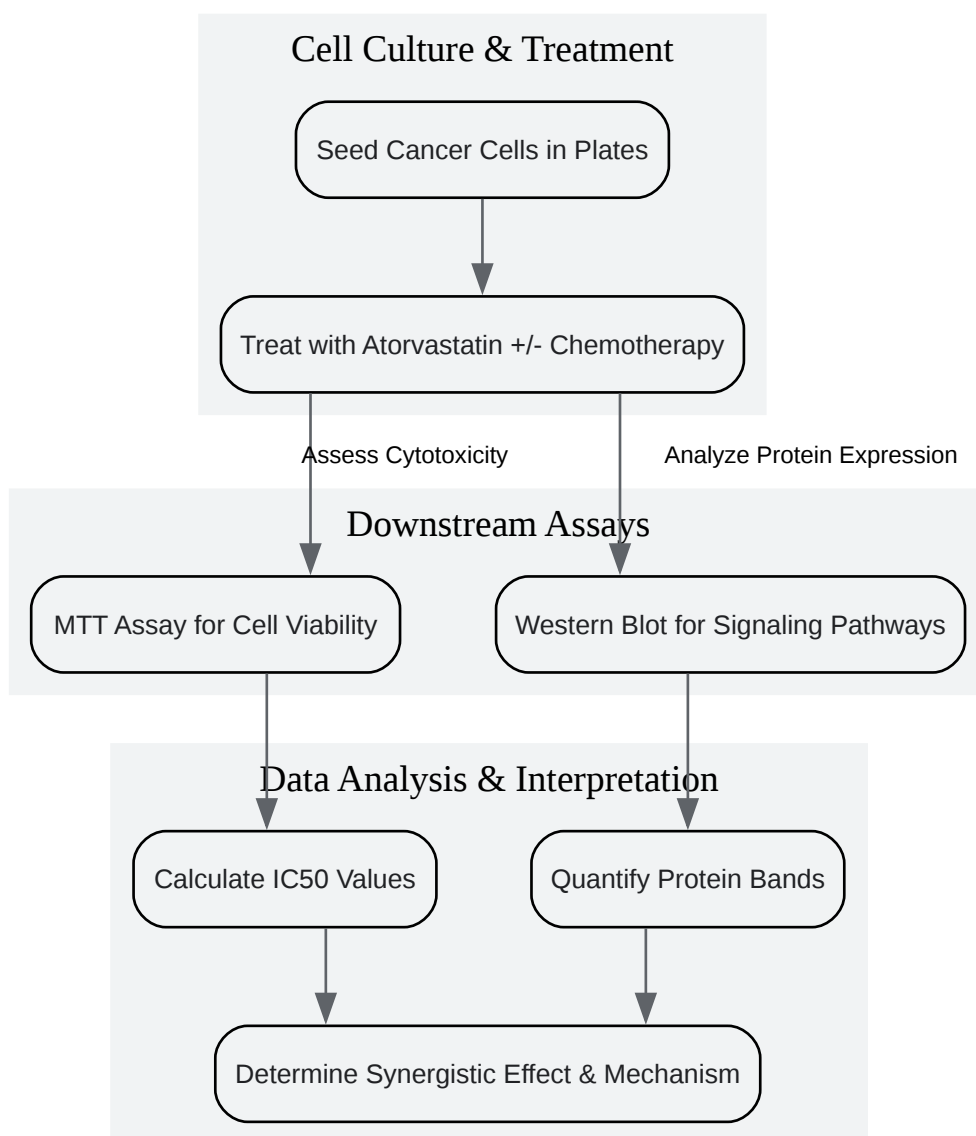 Cell Culture & Treatment
Seed Cancer Cells in Plates
Treat with Atorvastatin +/- Chemotherapy
Assess Cytotoxicity
Analyze Protein Expression
Downstream Assays
MTT Assay for Cell Viability
Western Blot for Signaling Pathways
Data Analysis & Interpretation
Calculate IC50 Values
Quantify Protein Bands
Determine Synergistic Effect & Mechanism